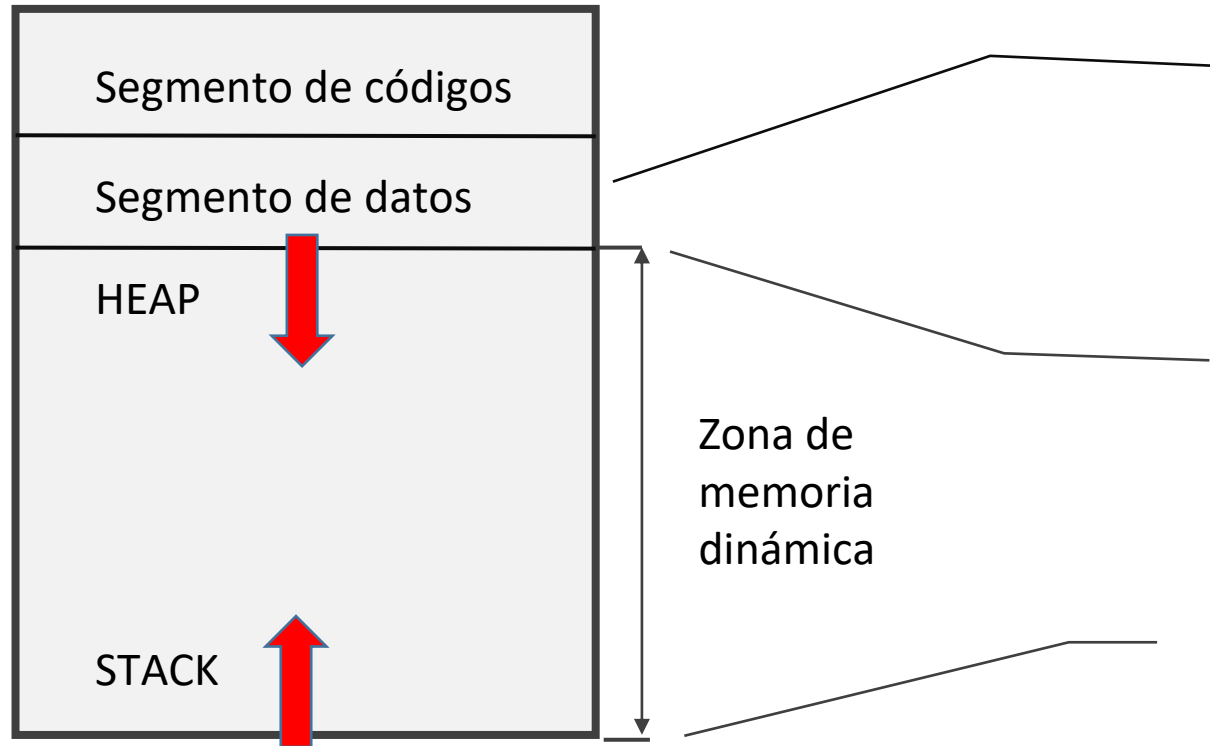 Segmento de códigos
Segmento de datos
HEAP
Zona de
memoria
dinámica
STACK